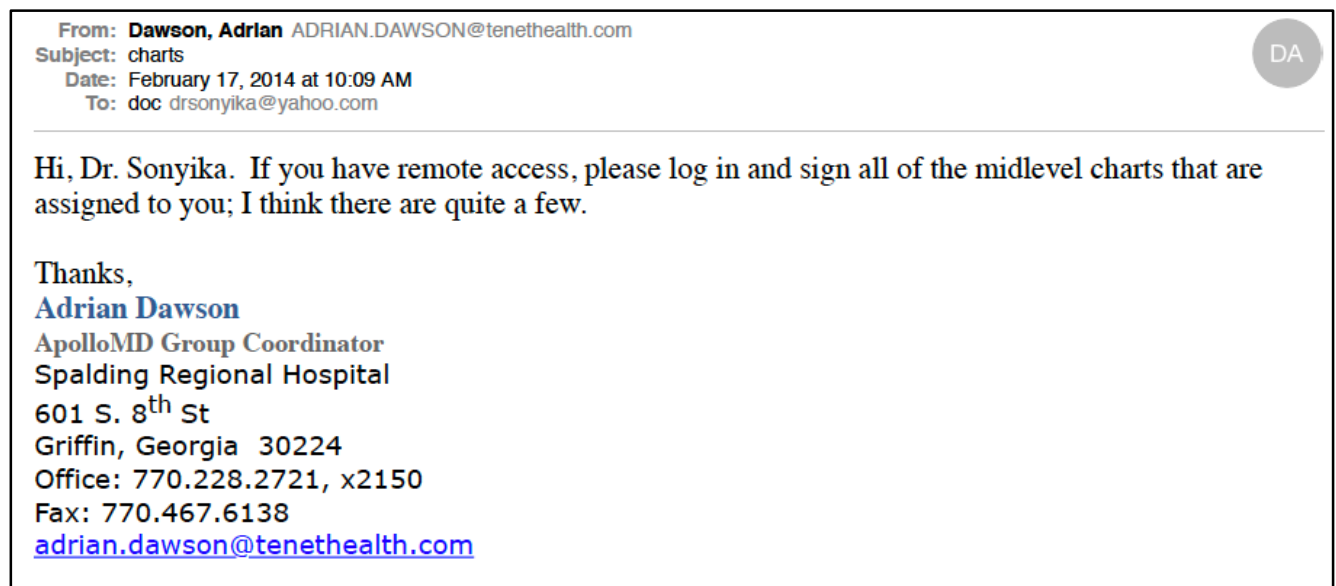 From: Dawson, Adrian ADRIAN.DAWSON@tenethealth.com
Subject: charts
Date: February 17, 2014 at 10:09 AM
To: doc drsonyika@yahoo.com
DA
Hi, Dr. Sonyika.  If you have remote access, please log in and sign all of the midlevel charts that are
assigned to you; I think there are quite a few.
Thanks,
Adrian Dawson
ApolloMD Group Coordinator
Spalding Regional Hospital
601 S. 8th St
Griffin, Georgia  30224
Office: 770.228.2721, x2150
Fax: 770.467.6138
adrian.dawson@tenethealth.com